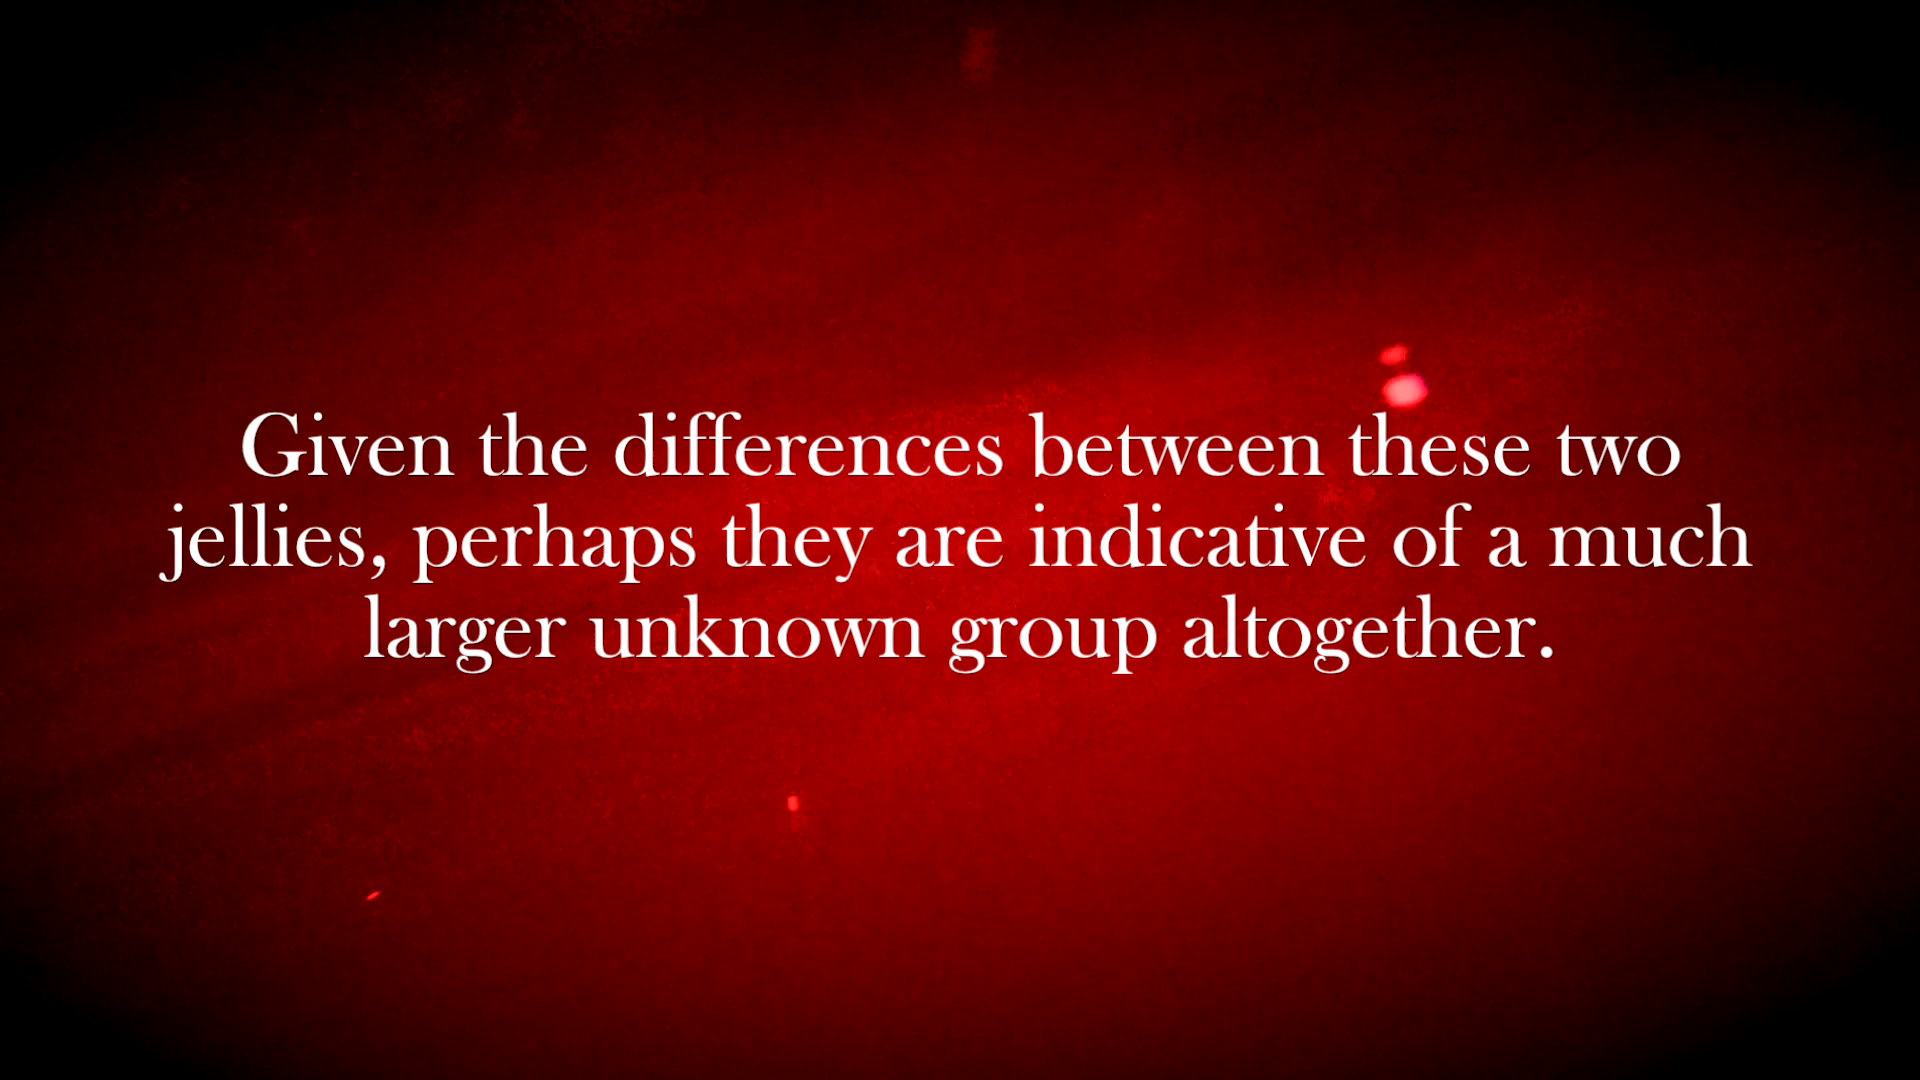 Given the differences between these two
jellies, perhaps they are indicative of a much
larger unknown group altogether.